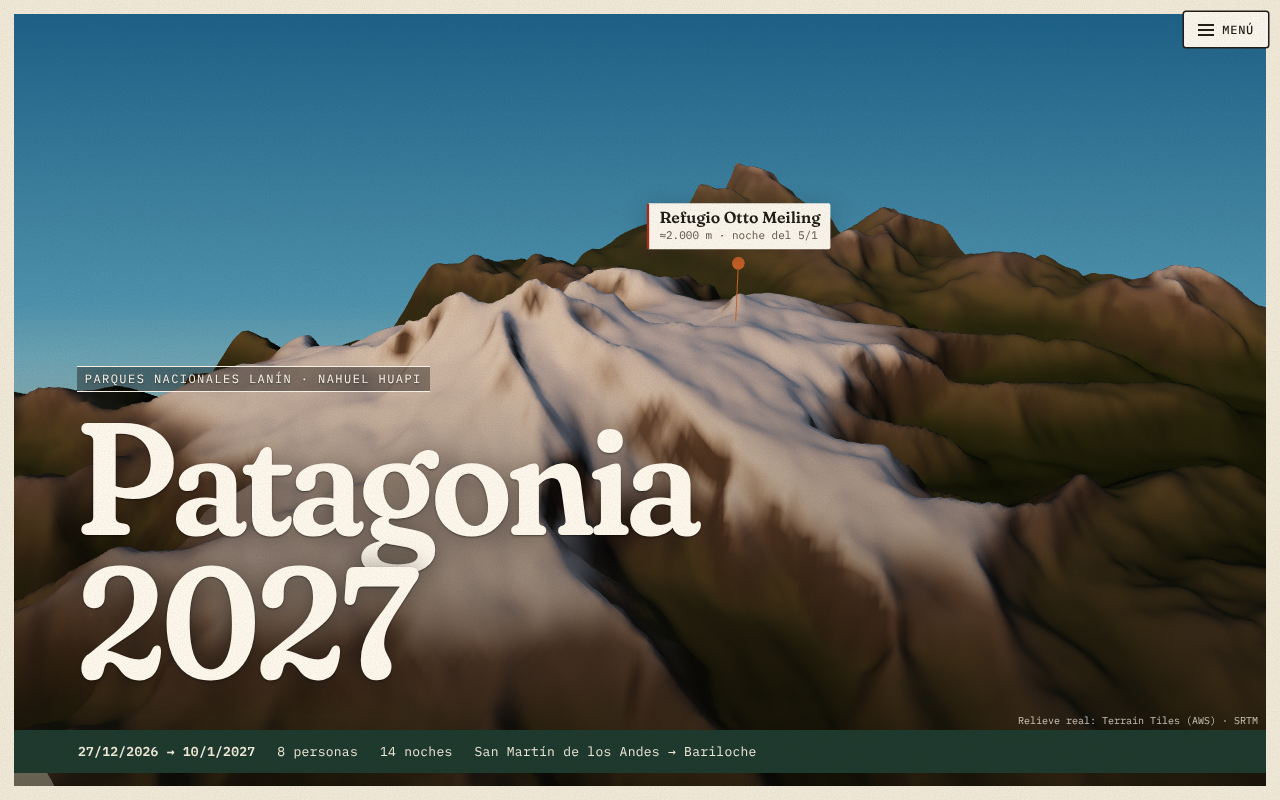 MENÚ
Refugio Otto Meiling
≈2.000 m · noche del 5/1
PARQUES NACIONALES LANÍN · NAHUEL HUAPI
Patagonia
2027
Relieve real: Terrain Tiles (AWS) · SRTM
27/12/2026 → 10/1/2027 8 personas 14 noches San Martín de los Andes → Bariloche